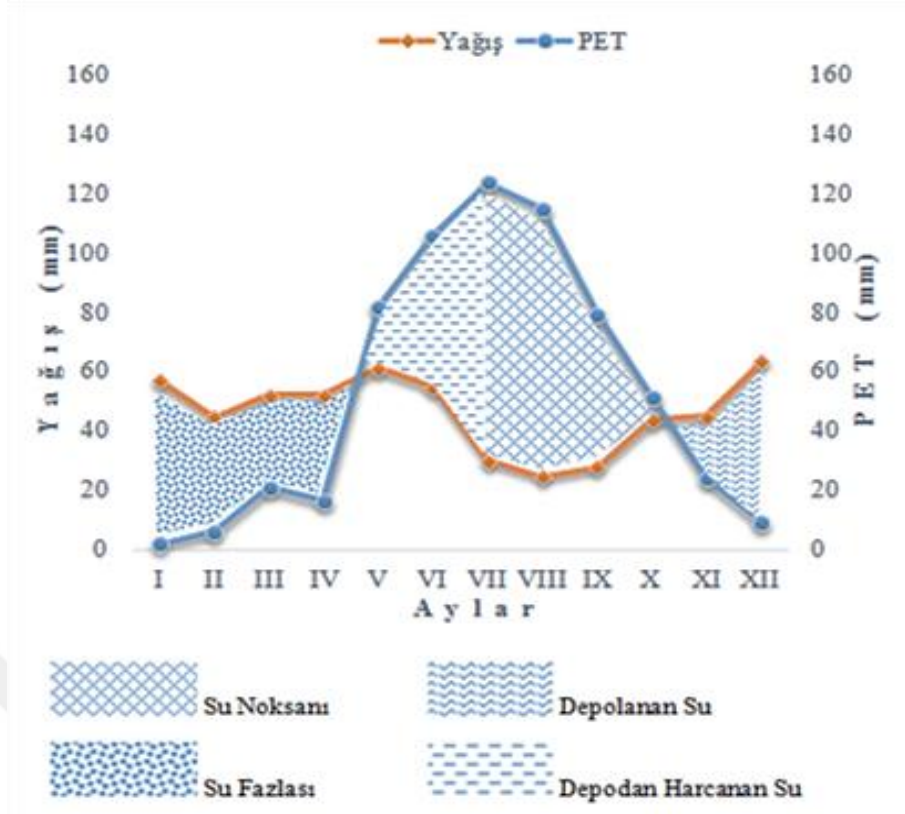 Yağış PET
160 160
140 140
120 120
100 100
80 80
60 60
40 40
20 20
0 0
Yağış (mm)
PET (mm)
I II III IV V VI VII VIII IX X XI XII
Aylar
Su Noksanı Depolanan Su
Su Fazlası Depodan Harcanan Su